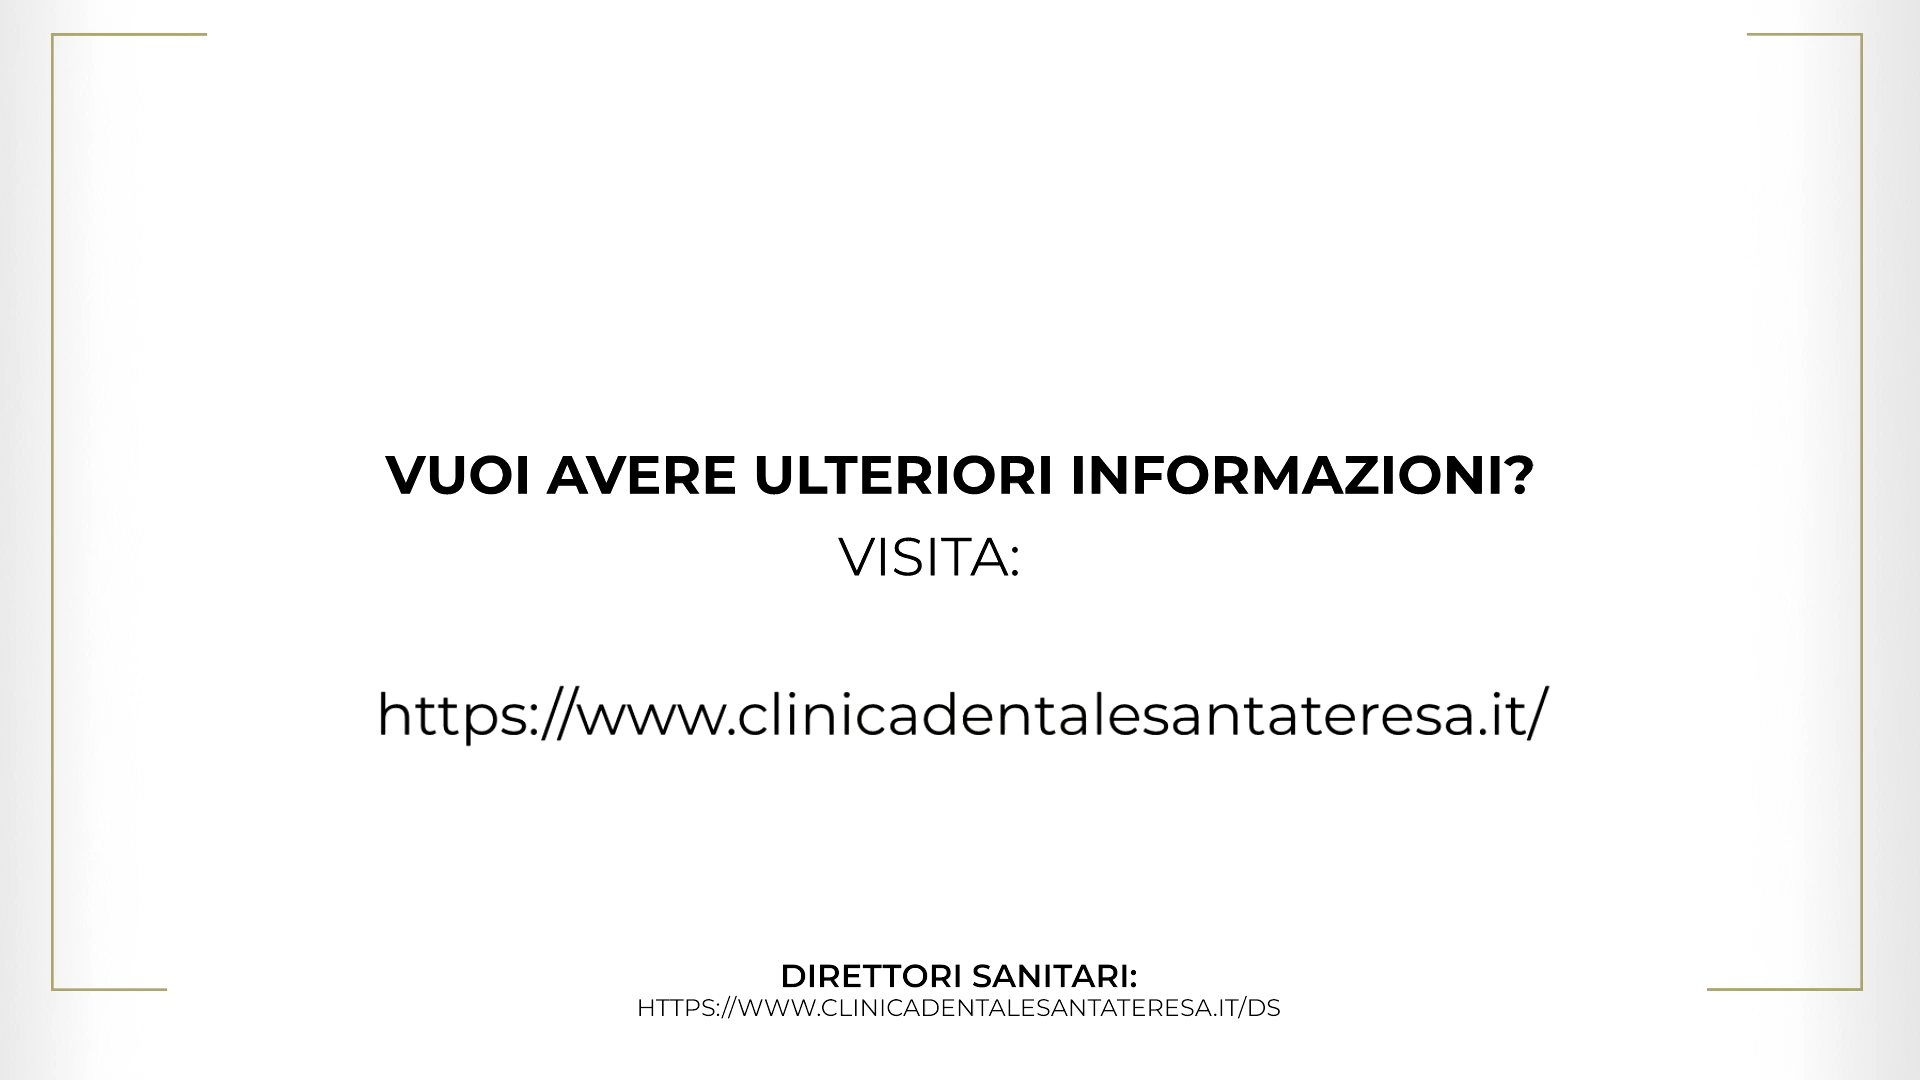 VUOI AVERE ULTERIORI INFORMAZIONI?
VISITA:
https://www.clinicadentalesantateresa.it/
DIRETTORI SANITARI:
HTTPS://WWW.CLINICADENTALESANTATERESA.IT/DS